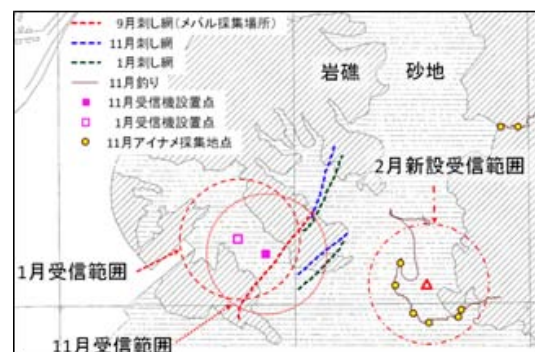 9月刺し網(メバル採集場所)
11月刺し網
1月刺し網
11月釣り
11月受信機設置点
1月受信機設置点
11月アイナメ採集地点
岩礁
砂地
2月新設受信範囲
1月受信範囲
11月受信範囲